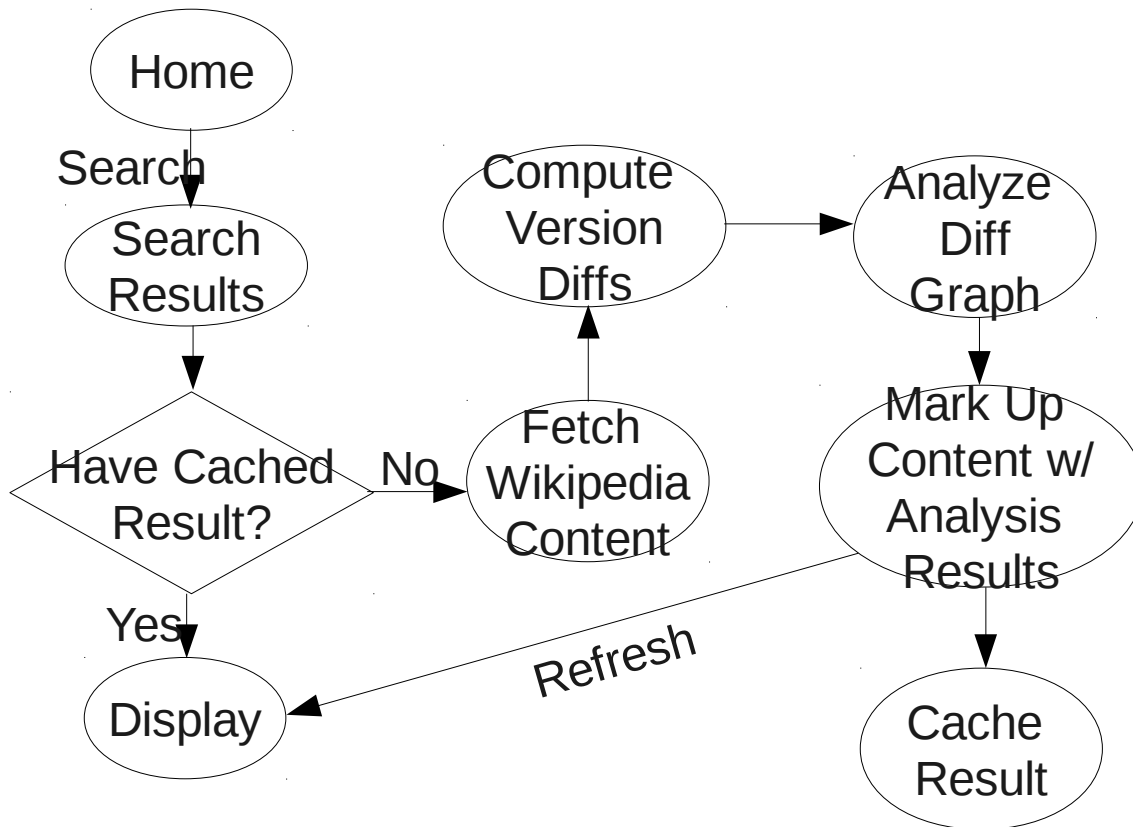 Home
Search
Search
Results
Have Cached
Result?
No
Yes
Display
Fetch
Wikipedia
Content
Compute
Version
Diffs
Analyze
Diff
Graph
Mark Up
Content w/
Analysis
Results
Refresh
Cache
Result